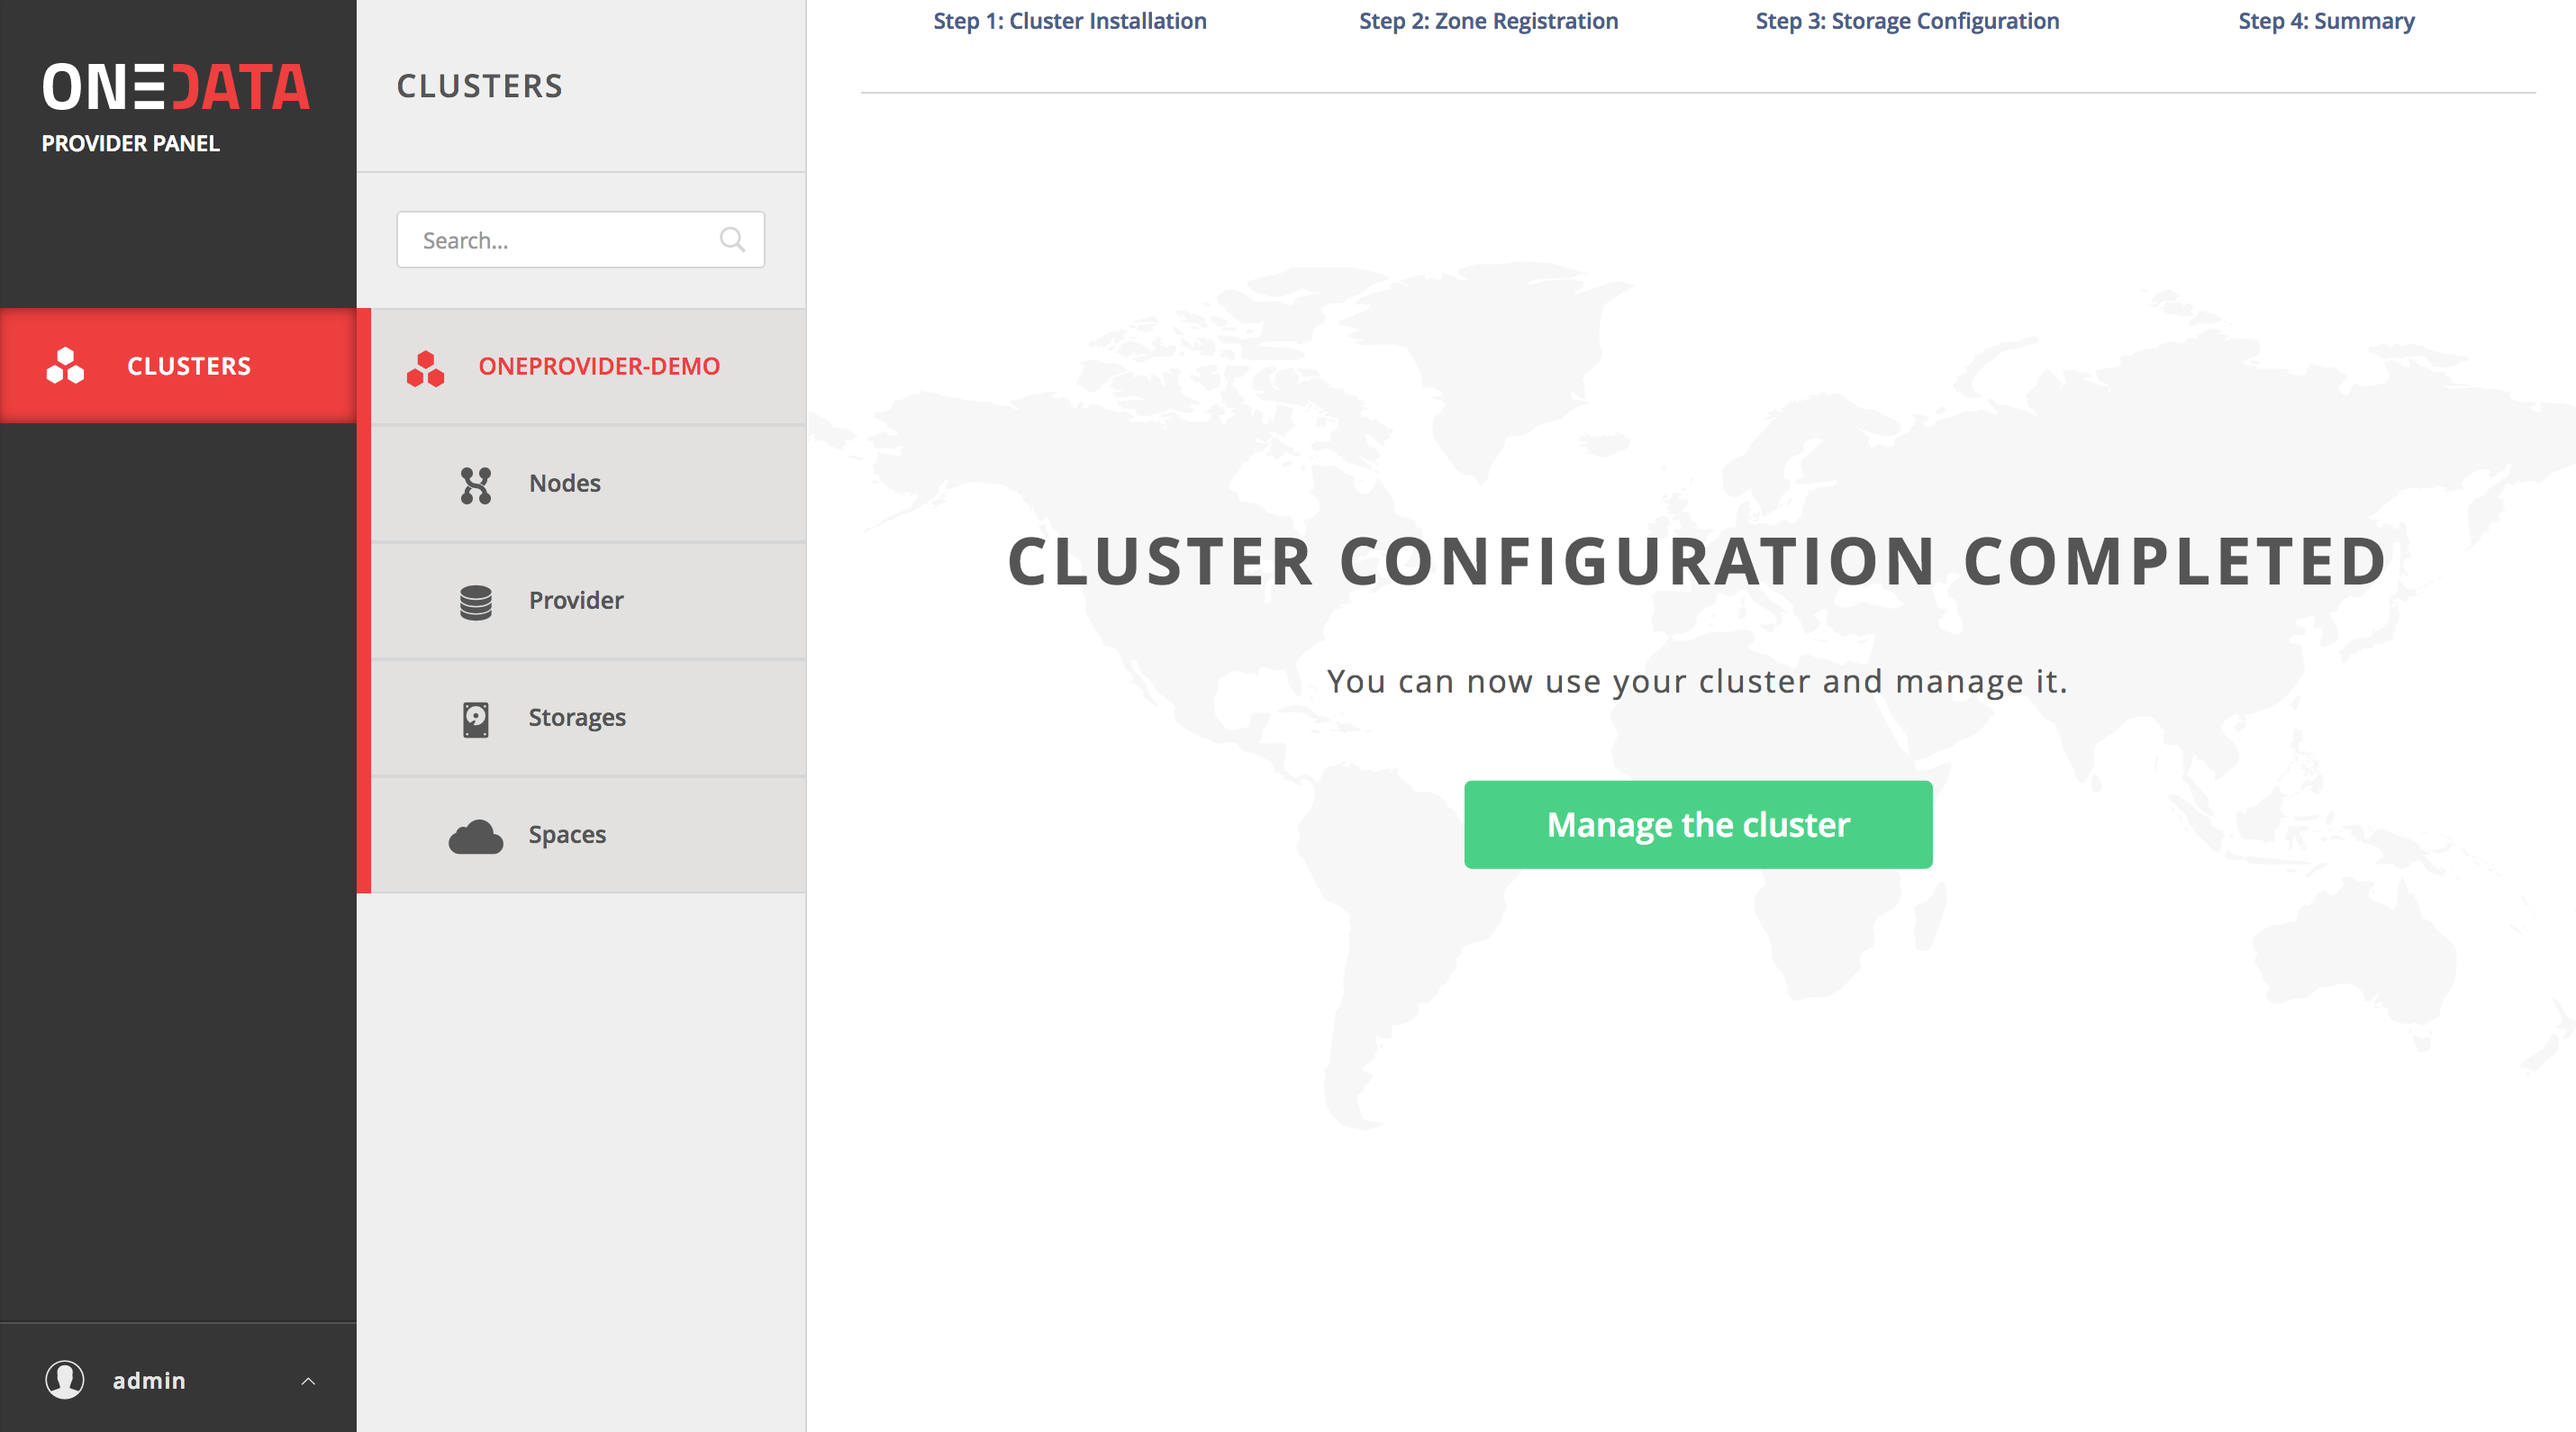 ONEDATA
PROVIDER PANEL
CLUSTERS
admin
CLUSTERS
Search...
ONEPROVIDER-DEMO
Nodes
Provider
Storages
Spaces
Step 1: Cluster Installation
Step 2: Zone Registration
Step 3: Storage Configuration
Step 4: Summary
CLUSTER CONFIGURATION COMPLETED
You can now use your cluster and manage it.
Manage the cluster